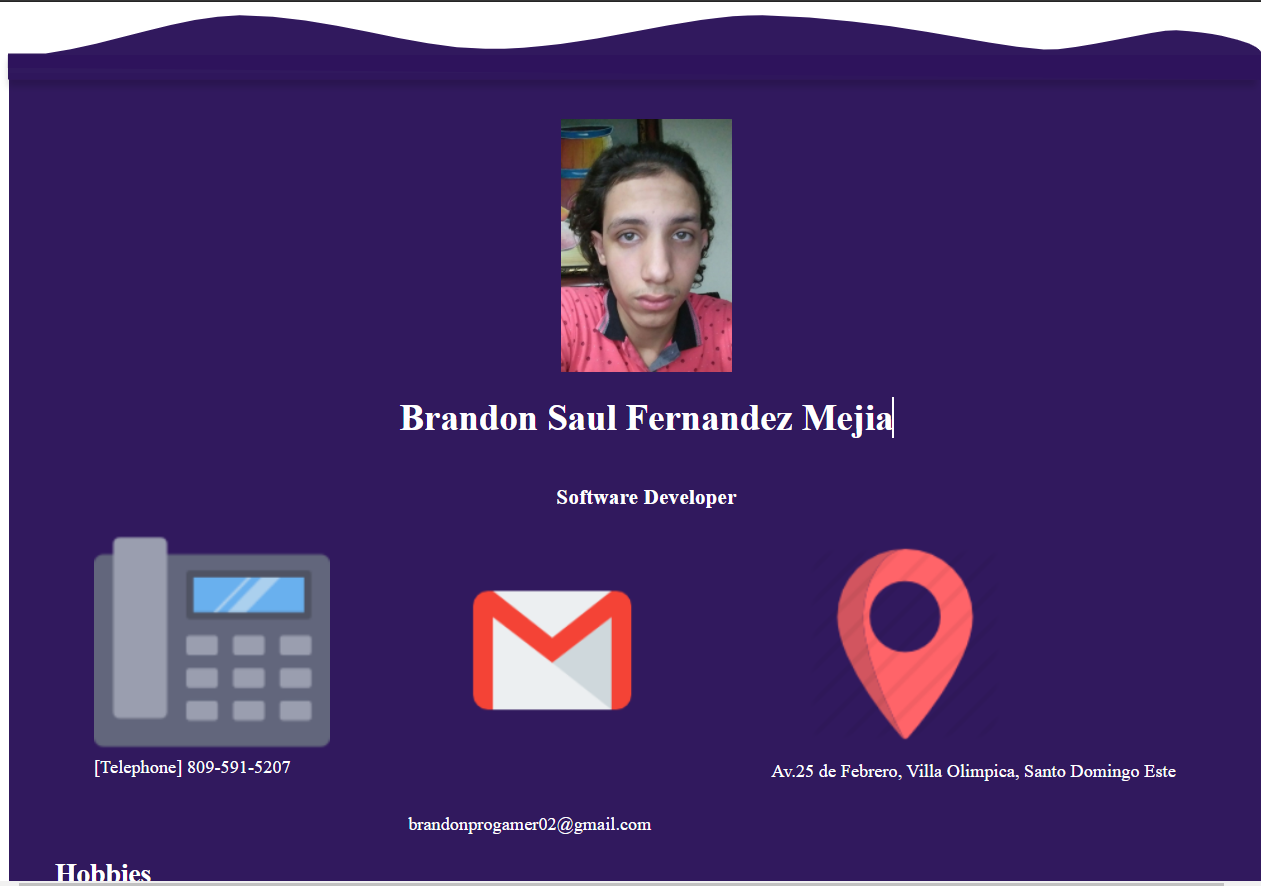 Brandon Saul Fernandez Mejia
Software Developer
[Telephone] 809-591-5207
Av.25 de Febrero, Villa Olimpica, Santo Domingo Este
brandonprogamer02@gmail.com
Hobbies